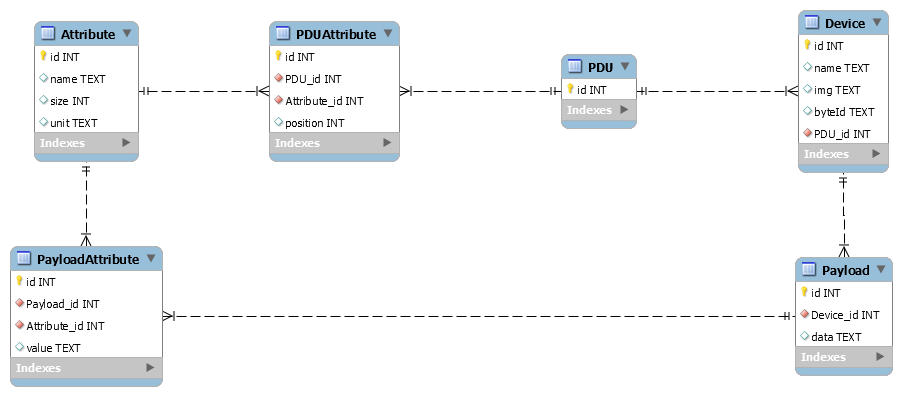 Attribute
id INT
name TEXT
size INT
unit TEXT
Indexes
PDUAttribute
id INT
PDU_id INT
Attribute_id INT
position INT
Indexes
PDU
id INT
Indexes
Device
id INT
name TEXT
img TEXT
byteId TEXT
PDU_id INT
Indexes
PayloadAttribute
id INT
Payload_id INT
Attribute_id INT
value TEXT
Indexes
Payload
id INT
Device_id INT
data TEXT
Indexes